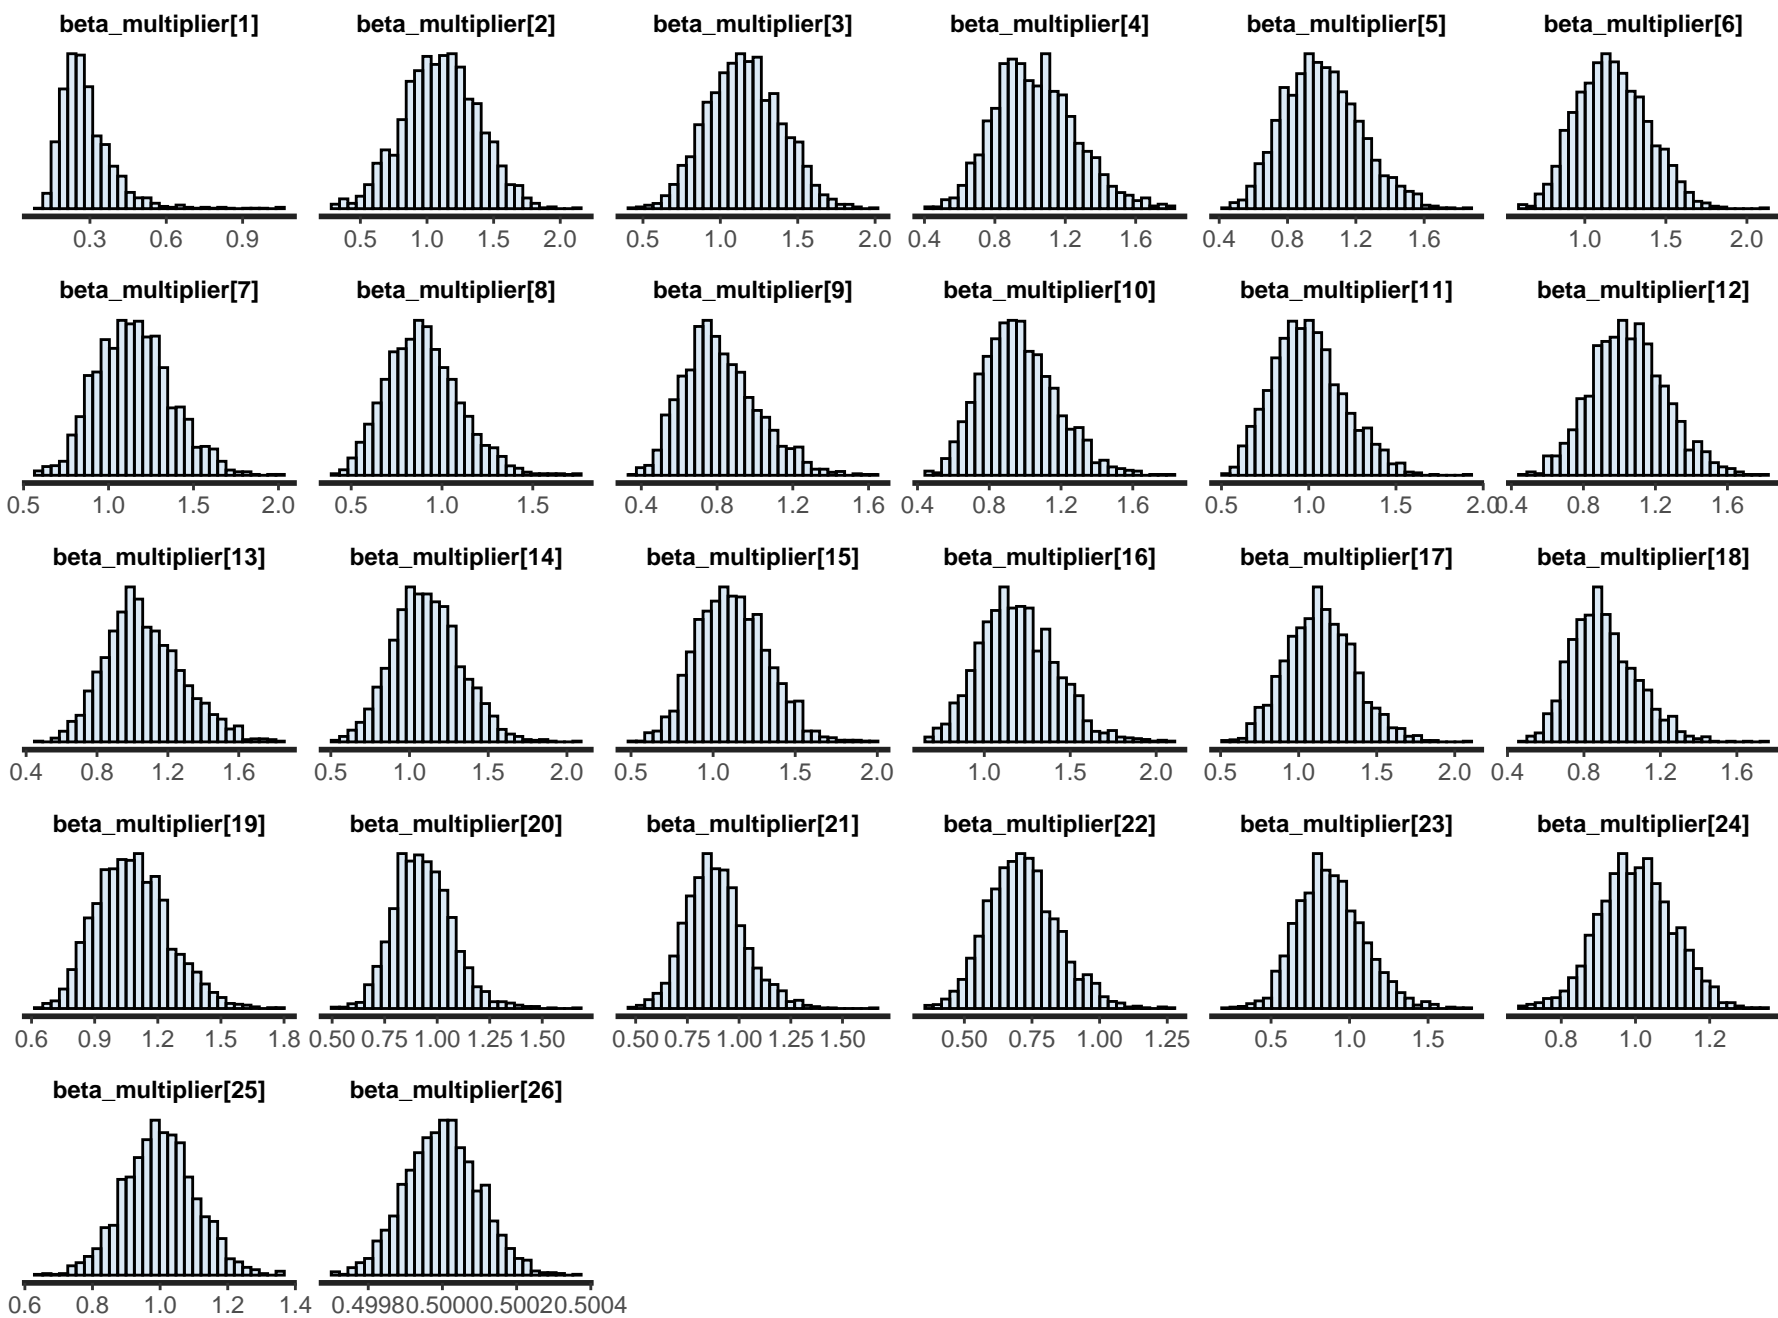 beta_multiplier[1] beta_multiplier[2] beta_multiplier[3] beta_multiplier[4] beta_multiplier[5] beta_multiplier[6]
0.3 0.6 0.9 0.5 1.0 1.5 2.0 0.5 1.0 1.5 2.0 0.4 0.8 1.2 1.6 0.4 0.8 1.2 1.6 1.0 1.5 2.0
beta_multiplier[7] beta_multiplier[8] beta_multiplier[9] beta_multiplier[10] beta_multiplier[11] beta_multiplier[12]
0.5 1.0 1.5 2.0 0.5 1.0 1.5 0.4 0.8 1.2 1.6 0.4 0.8 1.2 1.6 0.5 1.0 1.5 2.0 0.4 0.8 1.2 1.6
beta_multiplier[13] beta_multiplier[14] beta_multiplier[15] beta_multiplier[16] beta_multiplier[17] beta_multiplier[18]
0.4 0.8 1.2 1.6 0.5 1.0 1.5 2.0 0.5 1.0 1.5 2.0 1.0 1.5 2.0 0.5 1.0 1.5 2.0 0.4 0.8 1.2 1.6
beta_multiplier[19] beta_multiplier[20] beta_multiplier[21] beta_multiplier[22] beta_multiplier[23] beta_multiplier[24]
0.6 0.9 1.2 1.5 1.8 0.50 0.75 1.00 1.25 1.50 0.50 0.75 1.00 1.25 1.50 0.50 0.75 1.00 1.25 0.5 1.0 1.5 0.8 1.0 1.2
beta_multiplier[25] beta_multiplier[26]
0.6 0.8 1.0 1.2 1.4 0.4998 0.5000 0.5002 0.5004